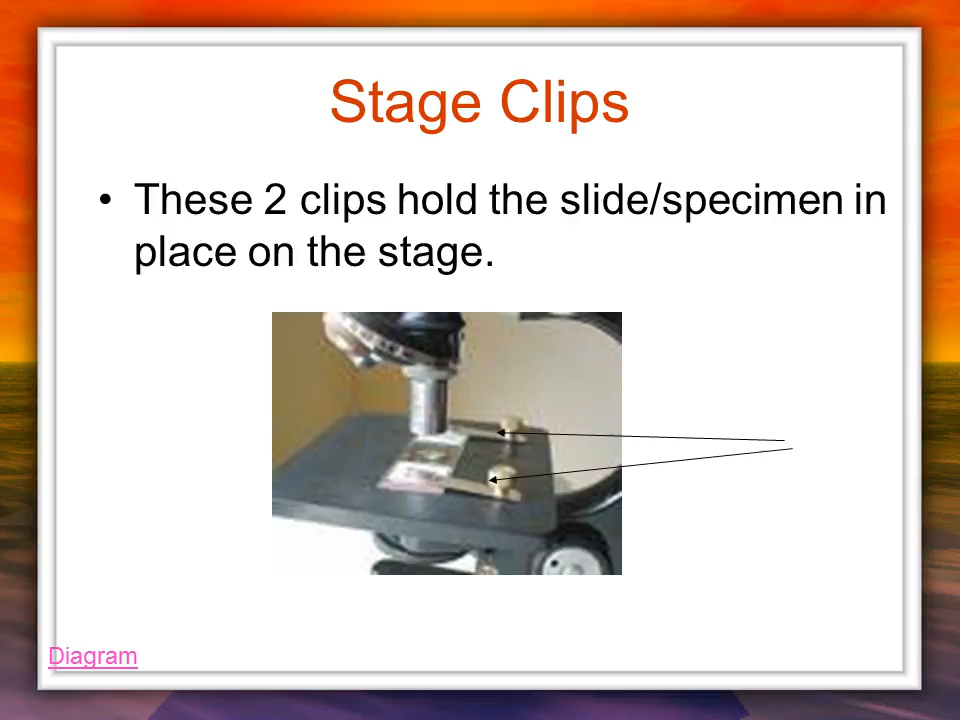 Stage Clips
• These 2 clips hold the slide/specimen in
place on the stage.
Diagram